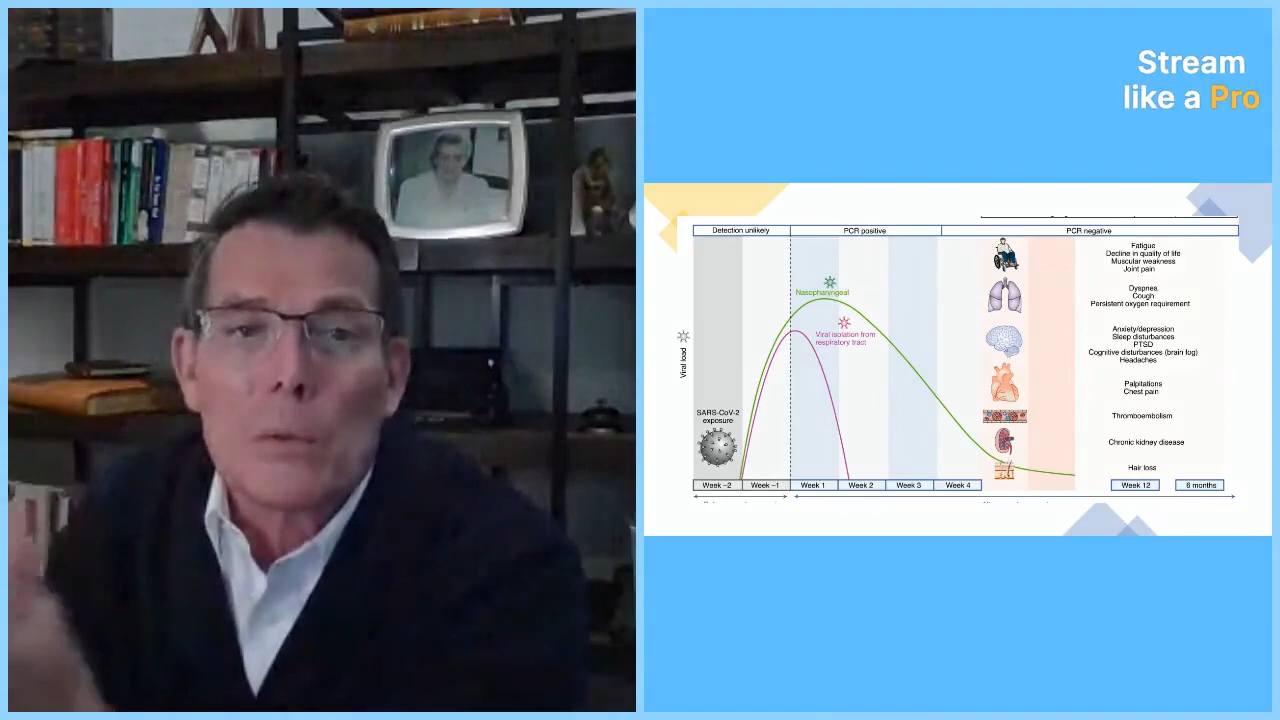 Stream
like a Pro
Detection unlikely
PCR positive
PCR negative
Fatigue
Decline in quality of life
Muscular weakness
Joint pain
Dyspnea
Cough
Persistent oxygen requirement
Anxiety/depression
Sleep disturbances
PTSD
Cognitive disturbances (brain fog)
Headaches
Palpitations
Chest pain
Thromboembolism
Chronic kidney disease
Hair loss
Nasopharyngeal
Viral isolation from
respiratory tract
Viral load
SARS-CoV-2
exposure
Week –2
Week –1
Week 1
Week 2
Week 3
Week 4
Week 12
6 months